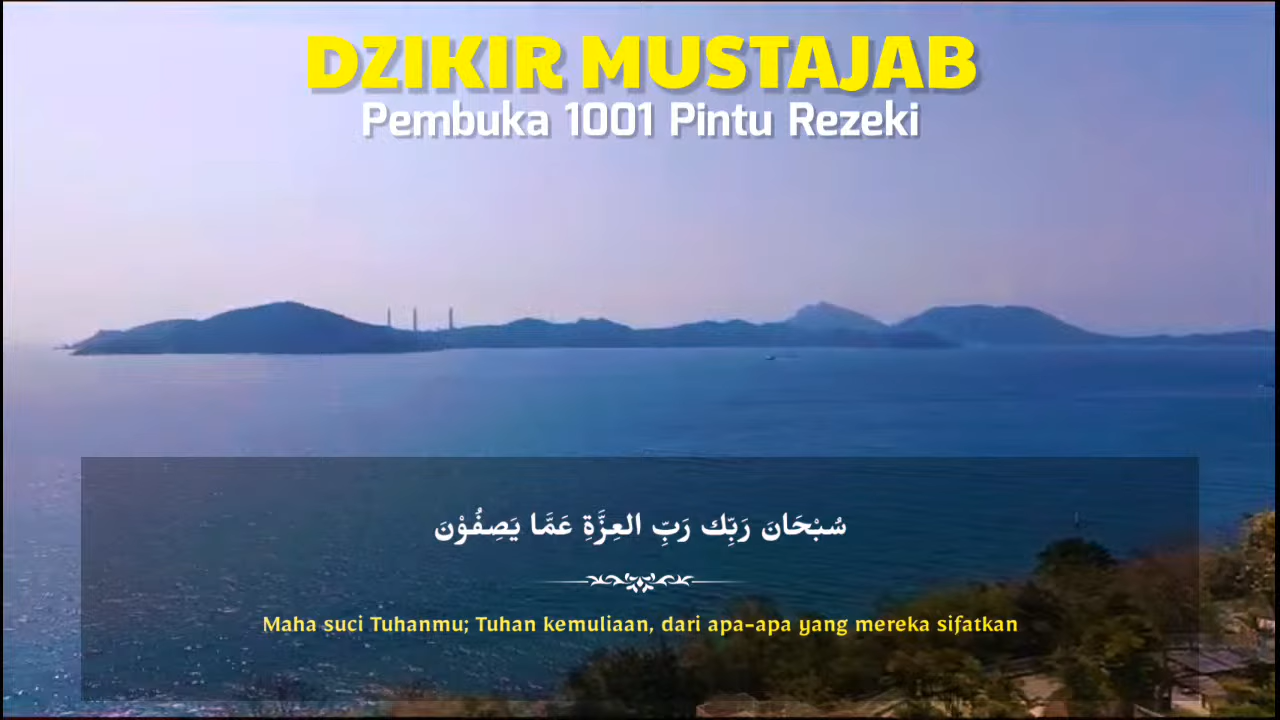 DZIKIR MUSTAJAB
Pembuka 1001 Pintu Rezeki
سُبْحَانَ رَبِّك رَبِّ العِزَّةِ عَمَّا يَصِفُوْنَ
Maha suci Tuhanmu; Tuhan kemuliaan, dari apa-apa yang mereka sifatkan